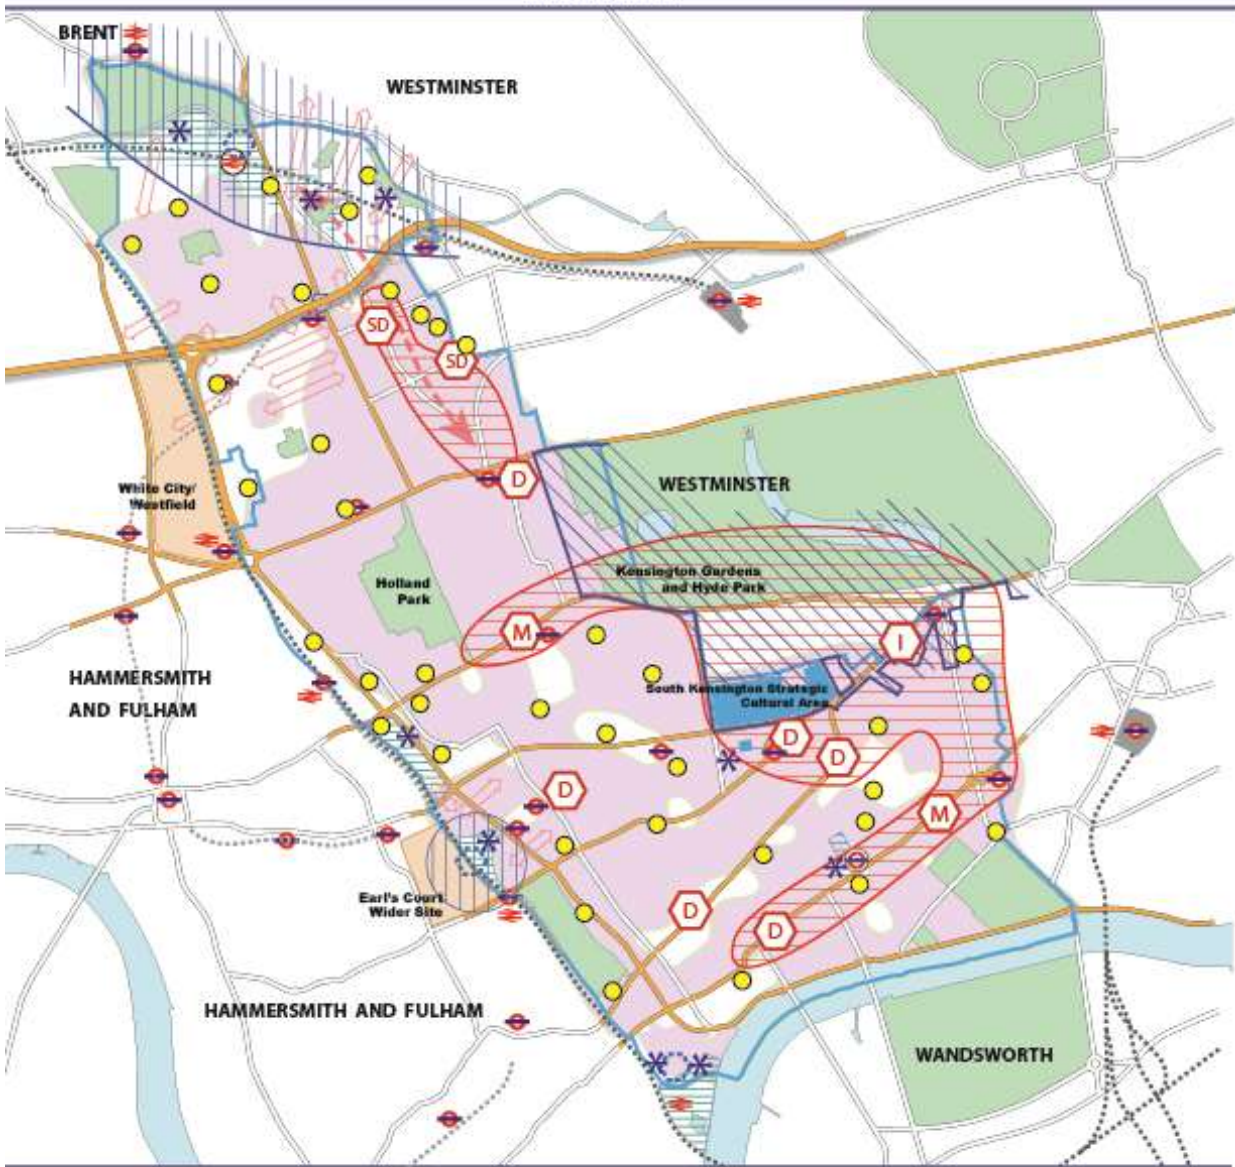 BRENT
WESTMINSTER
SD
SD
White City/
Westfield
D
WESTMINSTER
Holland
Park
Kensington Gardens
and Hyde Park
M
I
HAMMERSMITH
AND FULHAM
South Kensington Strategic
Cultural Area
D
D
D
M
Earl's Court
Wider Site
D
D
HAMMERSMITH AND FULHAM
WANDSWORTH